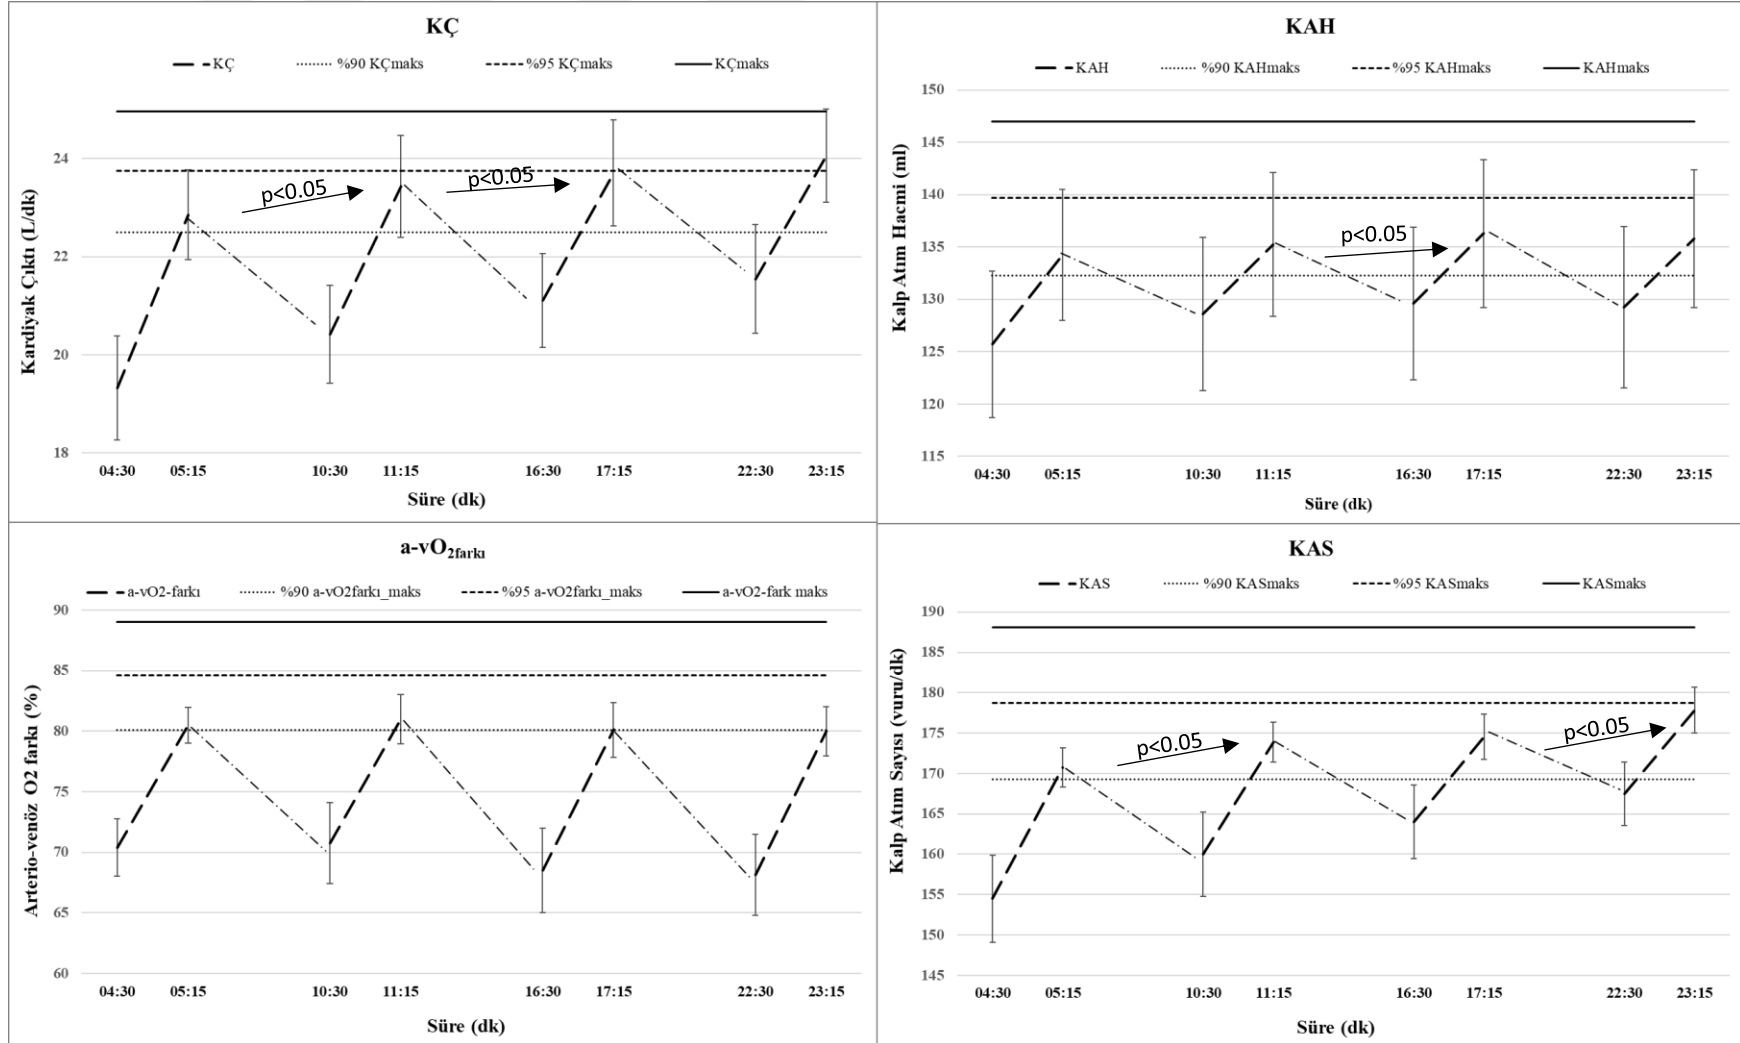 KÇ
KÇ %90 KÇmaks %95 KÇmaks KÇmaks
Kardiyak Çıktı (L/dk)
24
22
20
18
p<0.05
p<0.05
04:30 05:15 10:30 11:15 16:30 17:15 22:30 23:15
Süre (dk)
KAH
KAH %90 KAHmaks %95 KAHmaks KAHmaks
Kalp Atım Hacmi (ml)
150
145
140
135
130
125
120
115
p<0.05
04:30 05:15 10:30 11:15 16:30 17:15 22:30 23:15
Süre (dk)
a-vO2farkı
a-vO2-farkı %90 a-vO2farkı_maks %95 a-vO2farkı_maks a-vO2-fark maks
Arterio-venöz O2 farkı (%)
90
85
80
75
70
65
60
04:30 05:15 10:30 11:15 16:30 17:15 22:30 23:15
Süre (dk)
KAS
KAS %90 KASmaks %95 KASmaks KASmaks
Kalp Atım Sayısı (vuru/dk)
190
185
180
175
170
165
160
155
150
145
p<0.05
p<0.05
04:30 05:15 10:30 11:15 16:30 17:15 22:30 23:15
Süre (dk)